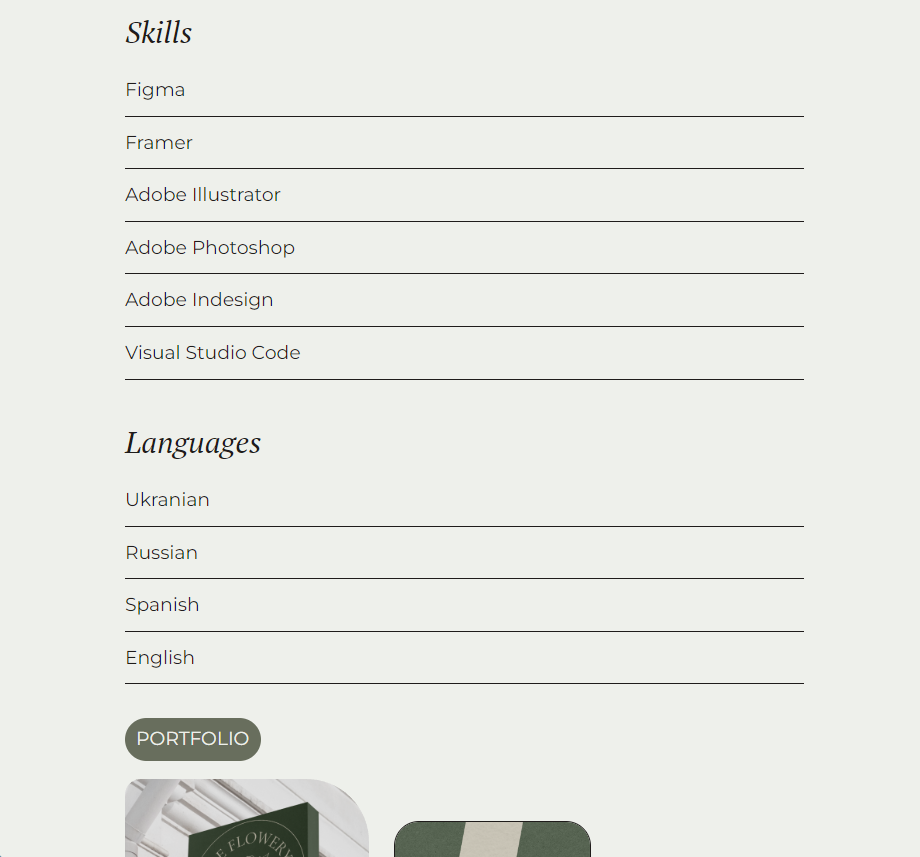 Skills
Figma
Framer
Adobe Illustrator
Adobe Photoshop
Adobe Indesign
Visual Studio Code
Languages
Ukranian
Russian
Spanish
English
PORTFOLIO
FLOWERY